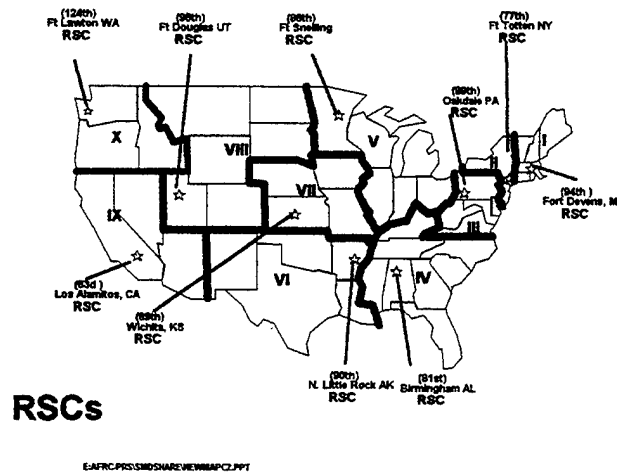 (124th)
Ft Lawton WA
RSC
(96th)
Ft Douglas UT
RSC
(88th)
Ft Snelling
RSC
(77th)
Ft Totten NY
RSC
(99th)
Oakdale PA
RSC
X
VIII
V
II
I
VII
(94th )
Fort Devens, M
RSC
IX
III
VI
IV
(63d )
Los Alamitos, CA
RSC
(89th)
Wichita, KS
RSC
(90th)
N. Little Rock AK
RSC
(81st)
Birmingham AL
RSC
RSCs
E:\AFRC-PRS\SMDSHARE\NEWMAPC2.PPT